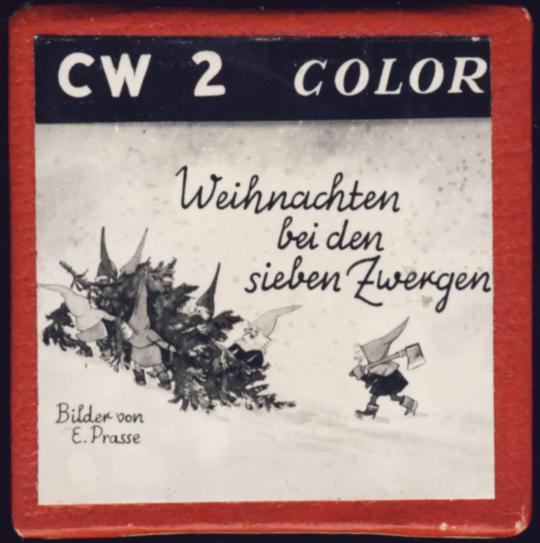 CW 2 COLOR
Weihnachten
bei den
sieben Zwergen
Bilder von
E. Prasse